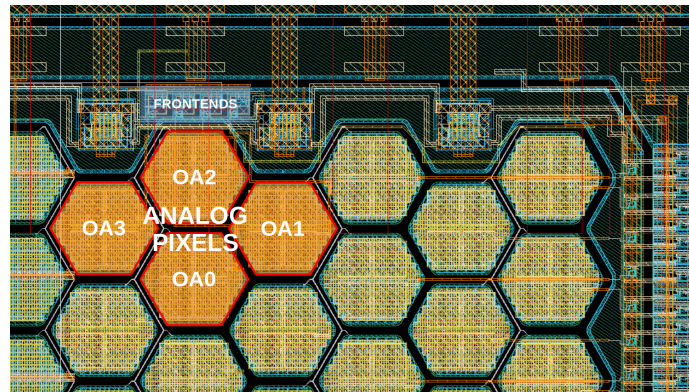 FRONTENDS
OA2
OA3
ANALOG
PIXELS
OA1
OA0